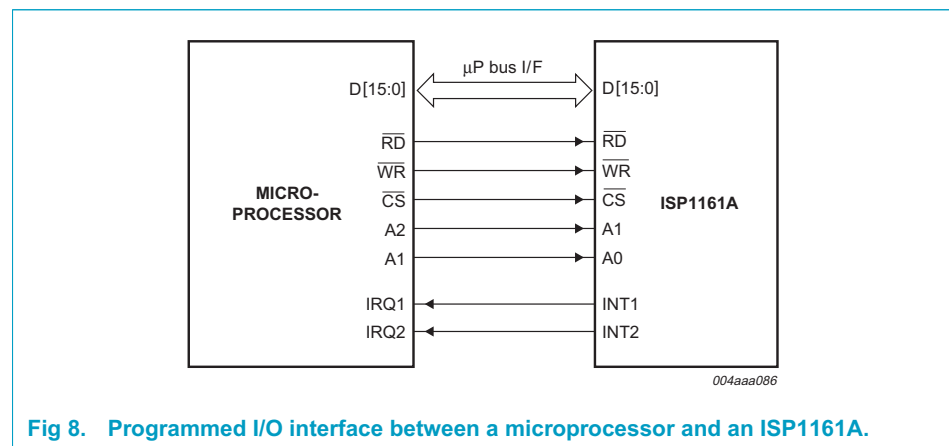 µP bus I/F
D[15:0] D[15:0]
RD RD
WR WR
CS CS
MICRO-
PROCESSOR
ISP1161A
A2 A1
A1 A0
IRQ1 INT1
IRQ2 INT2
004aaa086
Fig 8. Programmed I/O interface between a microprocessor and an ISP1161A.